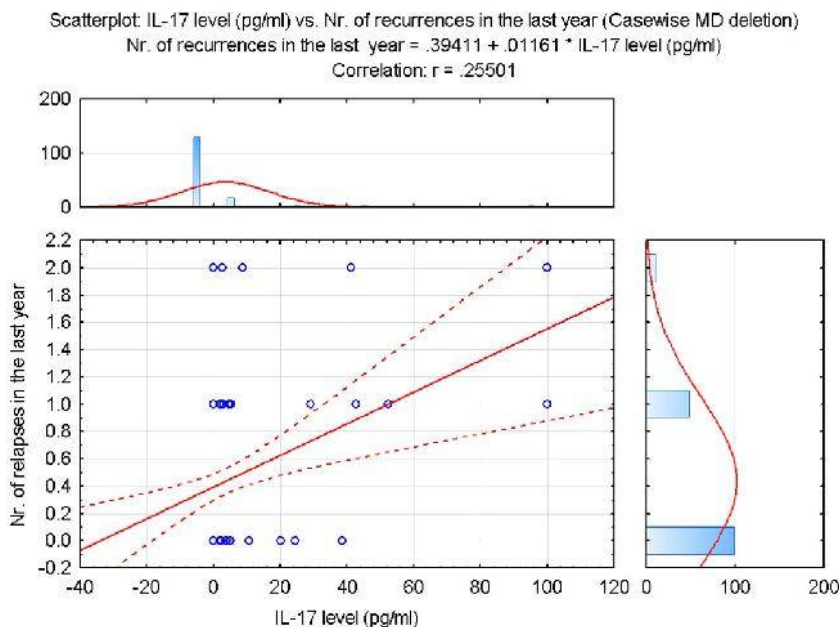 Scatterplot: IL-17 level (pg/ml) vs. Nr. of recurrences in the last year (Casewise MD deletion)
Nr. of recurrences in the last year = .39411 + .01161 * IL-17 level (pg/ml)
Correlation: r = .25501
200
100
0
2.2
2.0
1.8
1.6
1.4
1.2
1.0
0.8
0.6
0.4
0.2
0.0
-0.2
Nr. of relapses in the last year
-40 -20 0 20 40 60 80 100 120
0 100 200
IL-17 level (pg/ml)